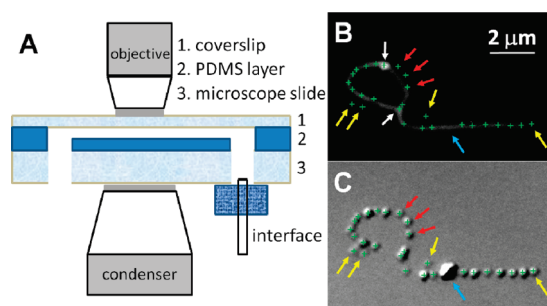 A
objective
1. coverslip
2. PDMS layer
3. microscope slide
1
2
3
interface
condenser
B
2 µm
C